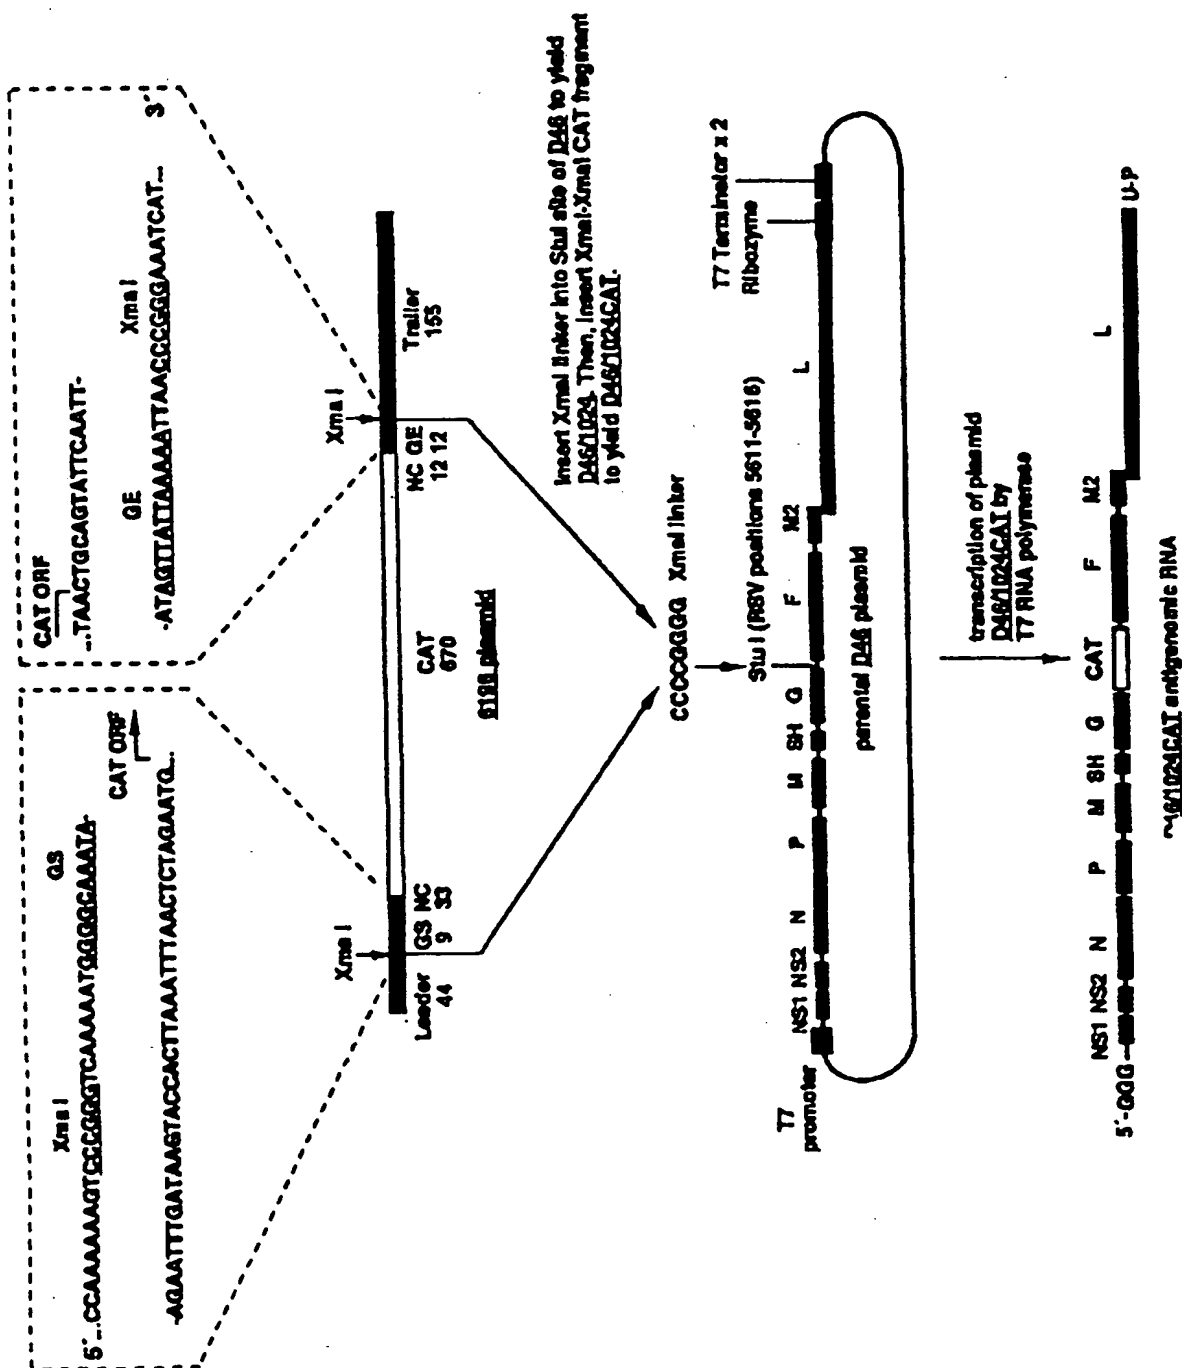 Xma I GS
5´...CCAAAAAGTCCCGGGTCAAAAATGGGGCAAATA-
CAT ORF
-AGAATTTGATAAGTACCACTTAAATTTAACTCTAGAATG...
CAT ORF
...TAACTGCAGTATTCAATT-
GE Xma I
-ATAGTTATTAAAAATTAACCCGGGAAATCAT... 3´
Xma I Xma I
Leader GS NC CAT NC GE Trailer
44 9 33 670 12 12 155
6196 plasmid
Insert XmaI linker into StuI site of D46 to yield
D46/1024. Then, insert XmaI-XmaI CAT fragment
to yield D46/1024CAT.
CCCCGGGG XmaI linker
Stu I (RSV positions 5611-5616)
T7 Terminator x 2
Ribozyme
T7
promoter
NS1 NS2 N P M SH G F M2 L
parental D46 plasmid
transcription of plasmid
D46/1024CAT by
T7 RNA polymerase
NS1 NS2 N P M SH G CAT F M2 L
5´-GGG U-P
D46/1024CAT antigenomic RNA